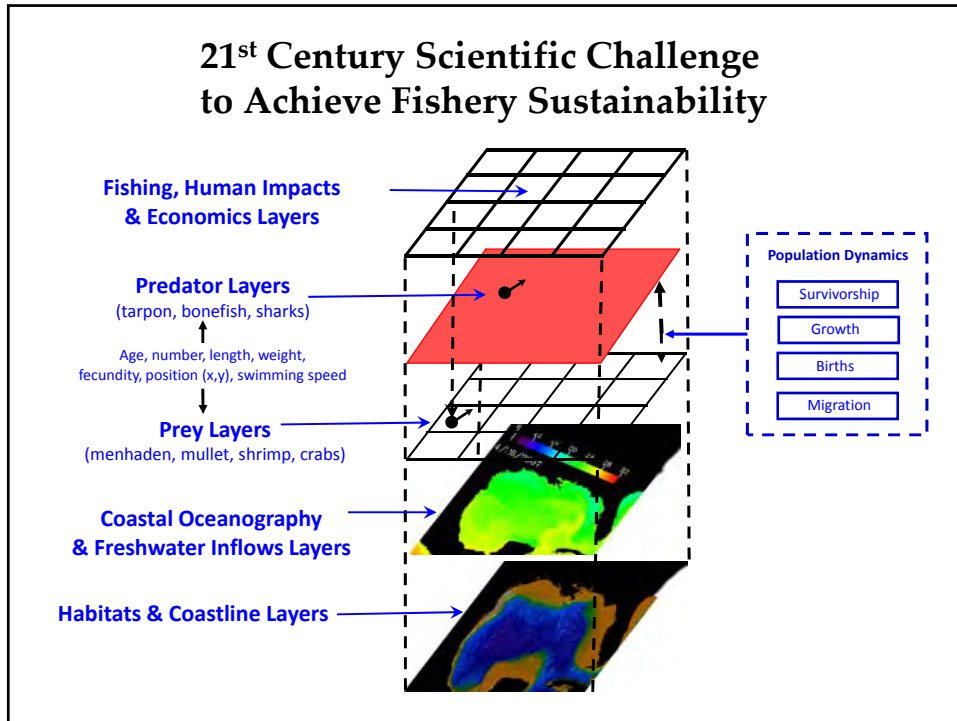 21st Century Scientific Challenge
to Achieve Fishery Sustainability
Fishing, Human Impacts
& Economics Layers
Predator Layers
(tarpon, bonefish, sharks)
Age, number, length, weight,
fecundity, position (x,y), swimming speed
Prey Layers
(menhaden, mullet, shrimp, crabs)
Coastal Oceanography
& Freshwater Inflows Layers
Habitats & Coastline Layers
Population Dynamics
Survivorship
Growth
Births
Migration